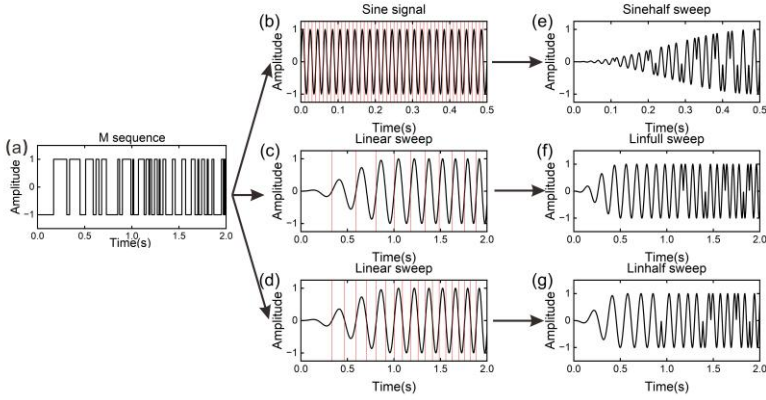 (a)
M sequence
Amplitude
1
0
−1
0.0 0.5 1.0 1.5 2.0
Time(s)
(b)
Sine signal
Amplitude
1
0
−1
0.0 0.1 0.2 0.3 0.4 0.5
Time(s)
(e)
Sinehalf sweep
Amplitude
1
0
−1
0.0 0.1 0.2 0.3 0.4 0.5
Time(s)
(c)
Linear sweep
Amplitude
1
0
−1
0.0 0.5 1.0 1.5 2.0
Time(s)
(f)
Linfull sweep
Amplitude
1
0
−1
0.0 0.5 1.0 1.5 2.0
Time(s)
(d)
Linear sweep
Amplitude
1
0
−1
0.0 0.5 1.0 1.5 2.0
Time(s)
(g)
Linhalf sweep
Amplitude
1
0
−1
0.0 0.5 1.0 1.5 2.0
Time(s)